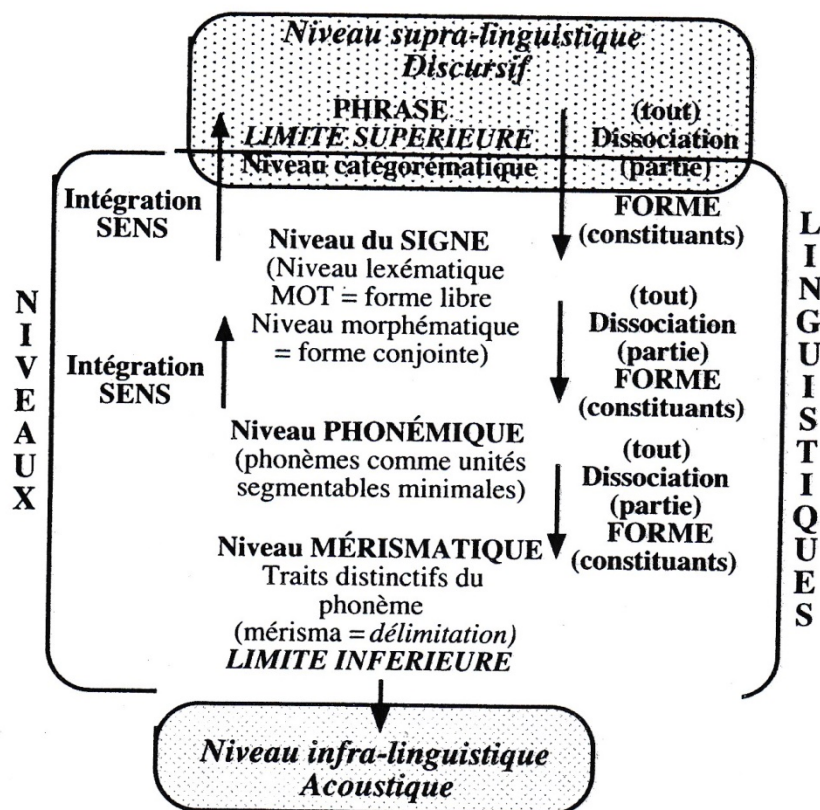 Niveau supra-linguistique
Discursif
PHRASE
LIMITE SUPERIEURE
Niveau catégorématique
(tout)
Dissociation
(partie)
FORME
(constituants)
Intégration
SENS
Niveau du SIGNE
(Niveau lexématique
MOT = forme libre
Niveau morphématique
= forme conjointe)
(tout)
Dissociation
(partie)
FORME
(constituants)
Intégration
SENS
Niveau PHONÉMIQUE
(phonèmes comme unités
segmentables minimales)
(tout)
Dissociation
(partie)
FORME
(constituants)
Niveau MÉRISMATIQUE
Traits distinctifs du
phonème
(mérisma = délimitation)
LIMITE INFERIEURE
NIVEAUX
LINGUISTIQUES
Niveau infra-linguistique
Acoustique